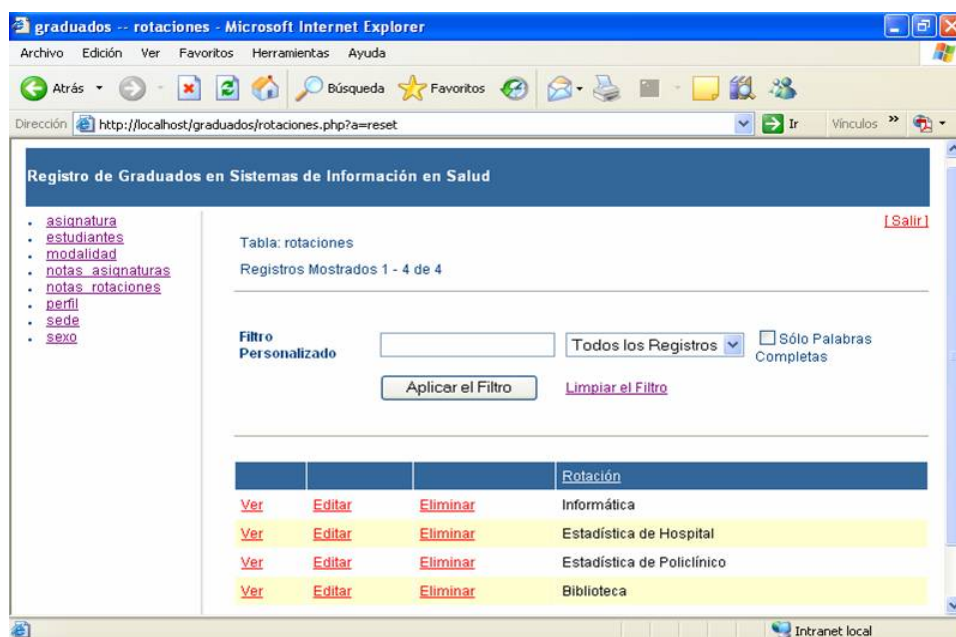 graduados -- rotaciones - Microsoft Internet Explorer
Archivo Edición Ver Favoritos Herramientas Ayuda
Atrás Búsqueda Favoritos
Dirección http://localhost/graduados/rotaciones.php?a=reset Ir Vínculos »
Registro de Graduados en Sistemas de Información en Salud
[ Salir ]
asignatura
estudiantes
modalidad
notas_asignaturas
notas_rotaciones
perfil
sede
sexo
Tabla: rotaciones
Registros Mostrados 1 - 4 de 4
Filtro
Personalizado
Todos los Registros
Sólo Palabras
Completas
Aplicar el Filtro Limpiar el Filtro
Rotación
Ver Editar Eliminar Informática
Ver Editar Eliminar Estadística de Hospital
Ver Editar Eliminar Estadística de Policlínico
Ver Editar Eliminar Biblioteca
Intranet local